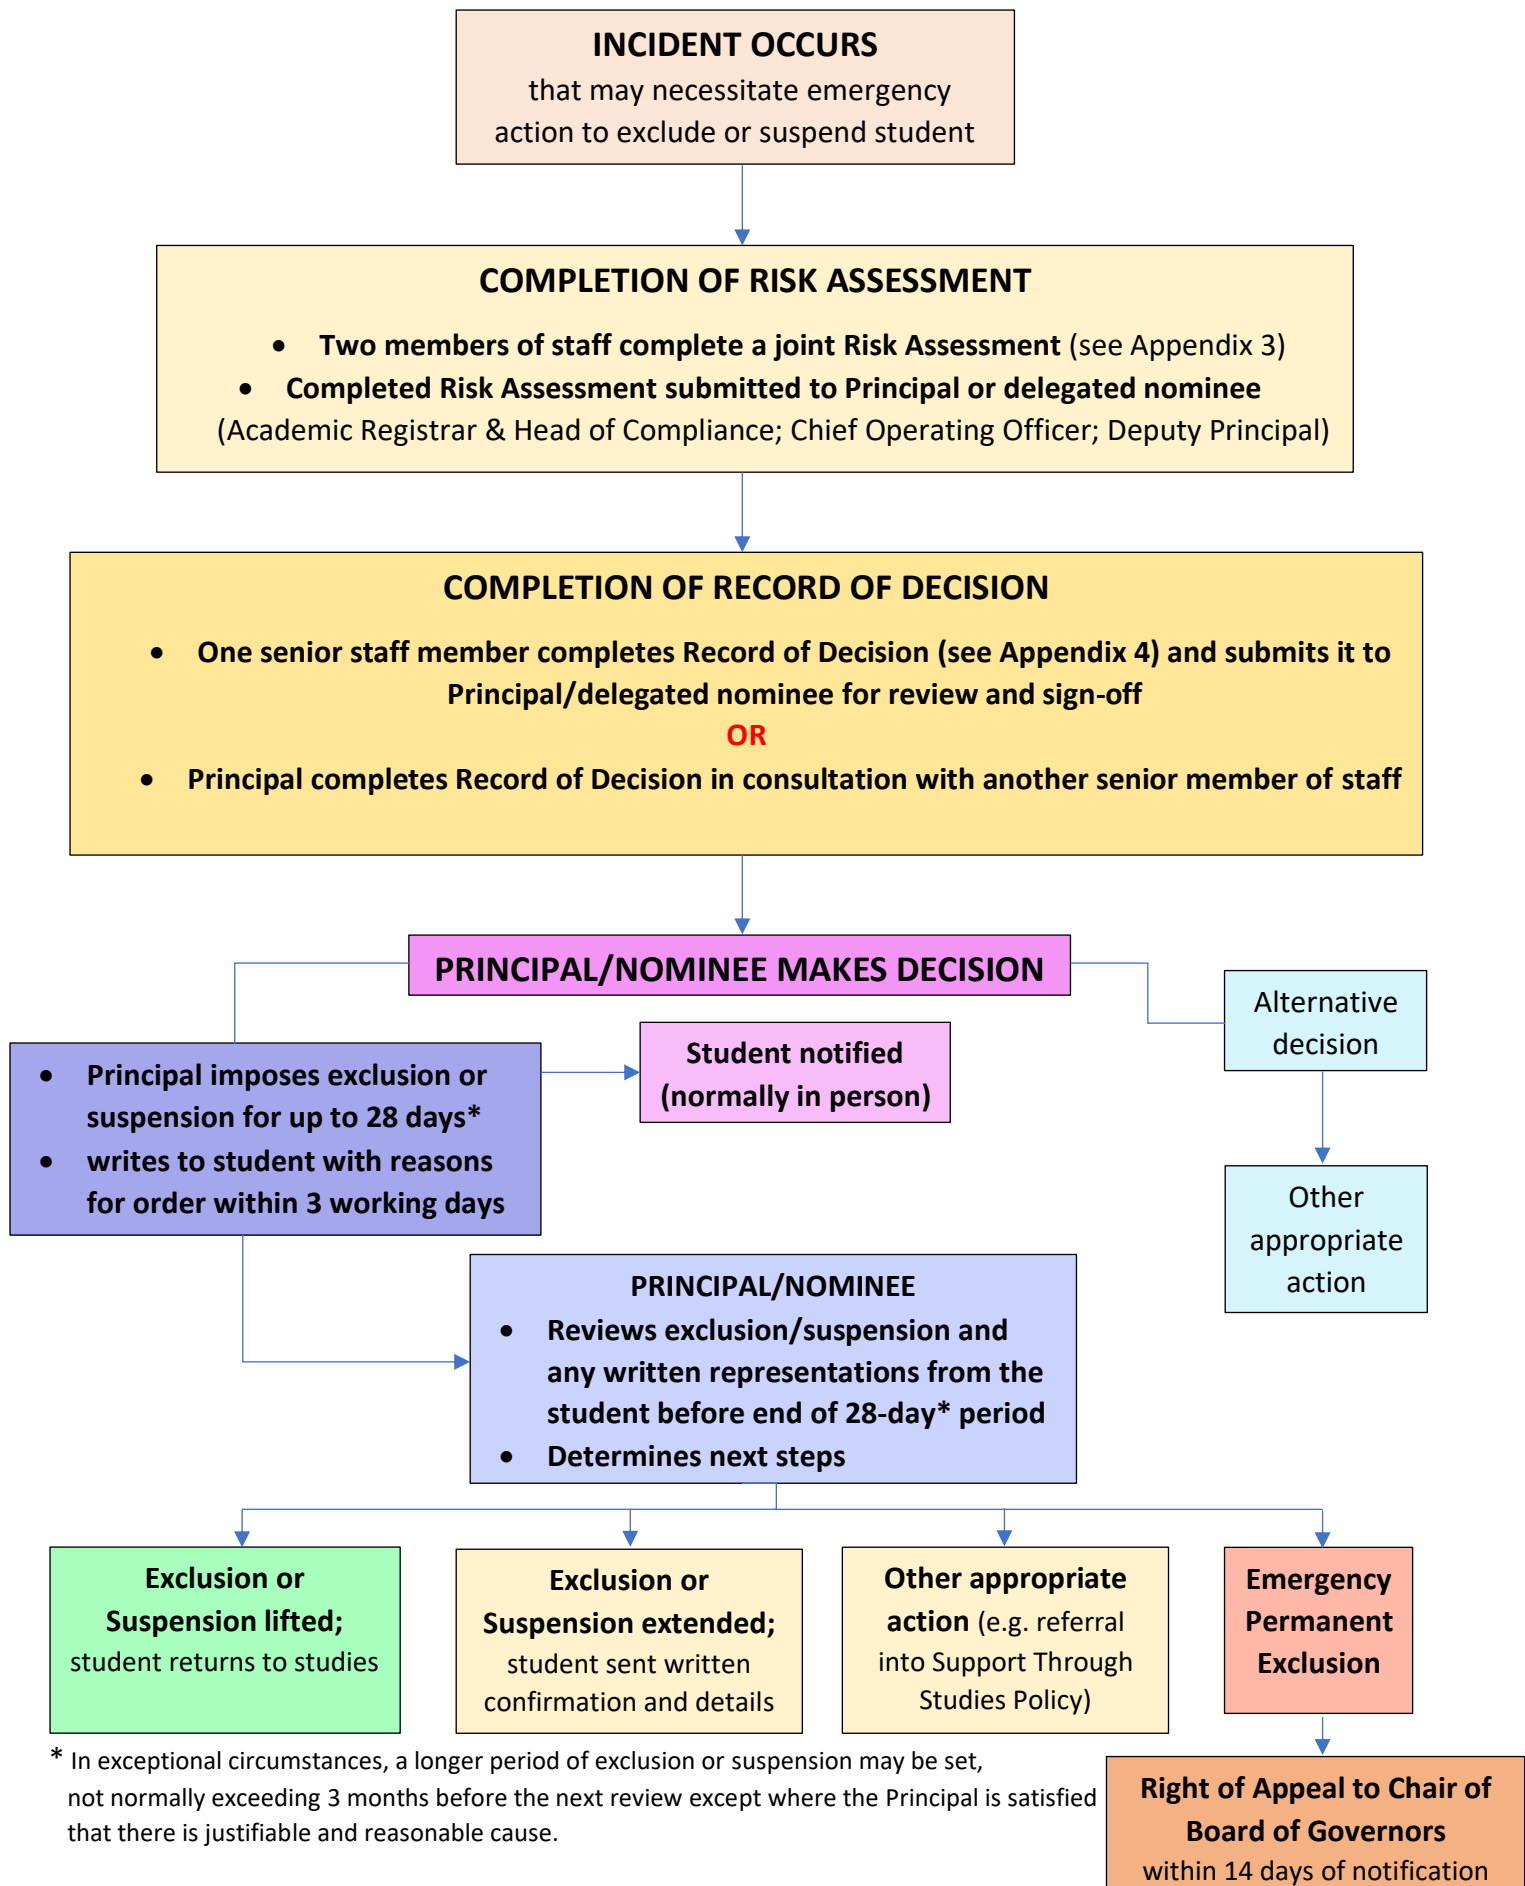 INCIDENT OCCURS
that may necessitate emergency
action to exclude or suspend student
COMPLETION OF RISK ASSESSMENT
• Two members of staff complete a joint Risk Assessment (see Appendix 3)
• Completed Risk Assessment submitted to Principal or delegated nominee
(Academic Registrar & Head of Compliance; Chief Operating Officer; Deputy Principal)
COMPLETION OF RECORD OF DECISION
• One senior staff member completes Record of Decision (see Appendix 4) and submits it to
Principal/delegated nominee for review and sign-off
OR
• Principal completes Record of Decision in consultation with another senior member of staff
PRINCIPAL/NOMINEE MAKES DECISION
Alternative
decision
Student notified
(normally in person)
• Principal imposes exclusion or
suspension for up to 28 days*
• writes to student with reasons
for order within 3 working days
Other
appropriate
action
PRINCIPAL/NOMINEE
• Reviews exclusion/suspension and
any written representations from the
student before end of 28-day* period
• Determines next steps
Exclusion or
Suspension lifted;
student returns to studies
Exclusion or
Suspension extended;
student sent written
confirmation and details
Other appropriate
action (e.g. referral
into Support Through
Studies Policy)
Emergency
Permanent
Exclusion
* In exceptional circumstances, a longer period of exclusion or suspension may be set,
not normally exceeding 3 months before the next review except where the Principal is satisfied
that there is justifiable and reasonable cause.
Right of Appeal to Chair of
Board of Governors
within 14 days of notification